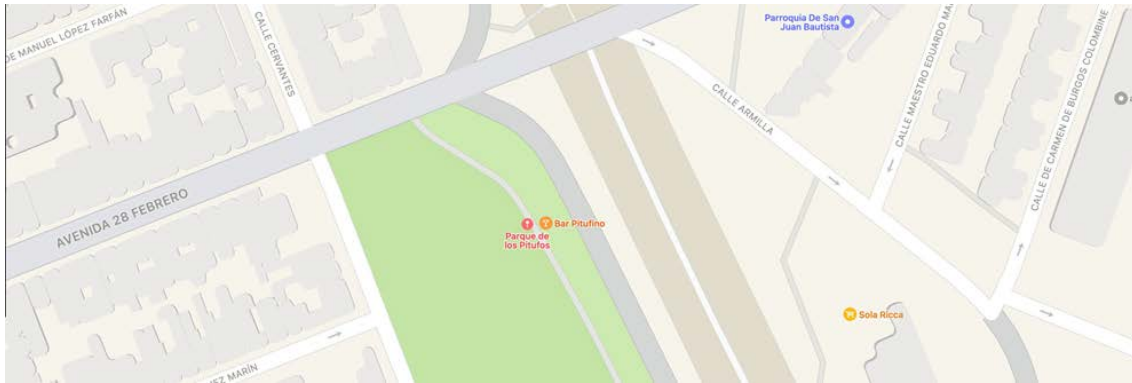 DE MANUEL LÓPEZ FARFÁN
CALLE CERVANTES
Parroquia De San
Juan Bautista
CALLE MAESTRO EDUARDO
CALLE DE CARMEN DE BURGOS COLOMBINE
CALLE ARMILLA
AVENIDA 28 FEBRERO
Bar Pitufino
Parque de
los Pitufos
Sola Ricca
MARÍN